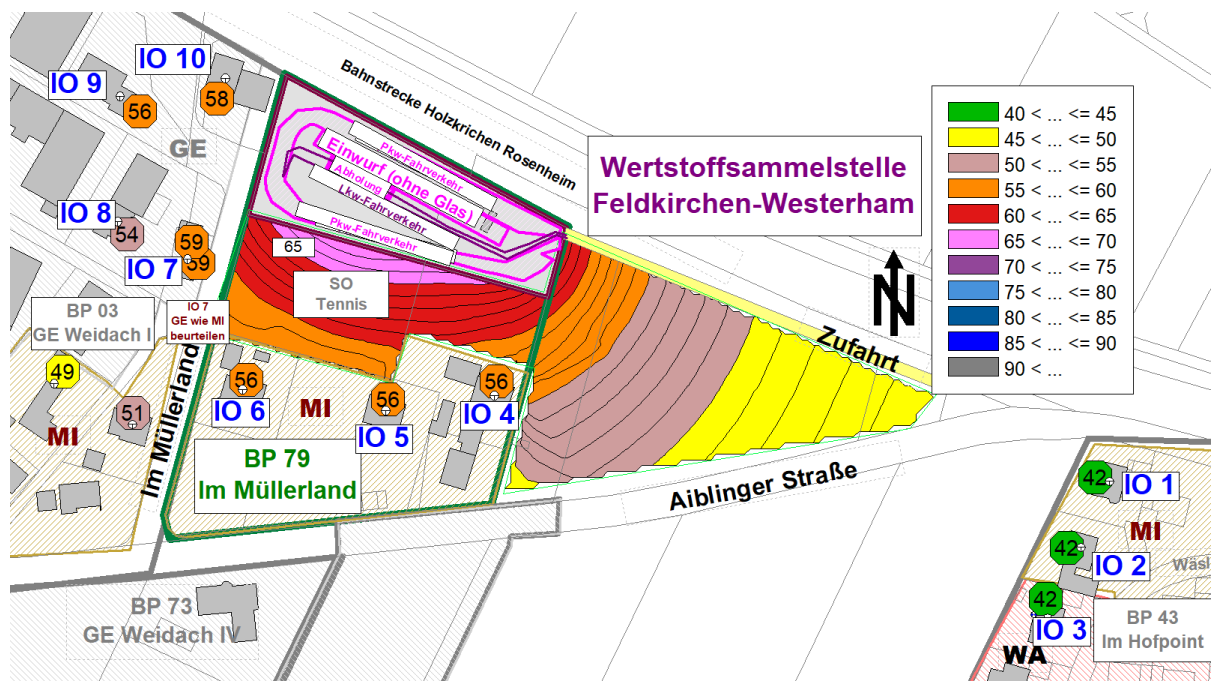 IO 10
IO 9
56
58
GE
Bahnstrecke Holzkrichen Rosenheim
Pkw-Fahrverkehr
Einwurf (ohne Glas)
Abholung
Lkw-Fahrverkehr
Pkw-Fahrverkehr
Wertstoffsammelstelle
Feldkirchen-Westerham
40 < ... <= 45
45 < ... <= 50
50 < ... <= 55
55 < ... <= 60
60 < ... <= 65
65 < ... <= 70
70 < ... <= 75
75 < ... <= 80
80 < ... <= 85
85 < ... <= 90
90 < ...
N
IO 8
54
59
59
IO 7
65
SO
Tennis
BP 03
GE Weidach I
IO 7
GE wie MI
beurteilen
Zufahrt
49
51
MI
Im Müllerland
56
IO 6
MI
56
IO 5
56
IO 4
BP 79
Im Müllerland
Aiblinger Straße
42
IO 1
MI
42
IO 2
Wäsl
42
IO 3
WA
BP 43
Im Hofpoint
BP 73
GE Weidach IV